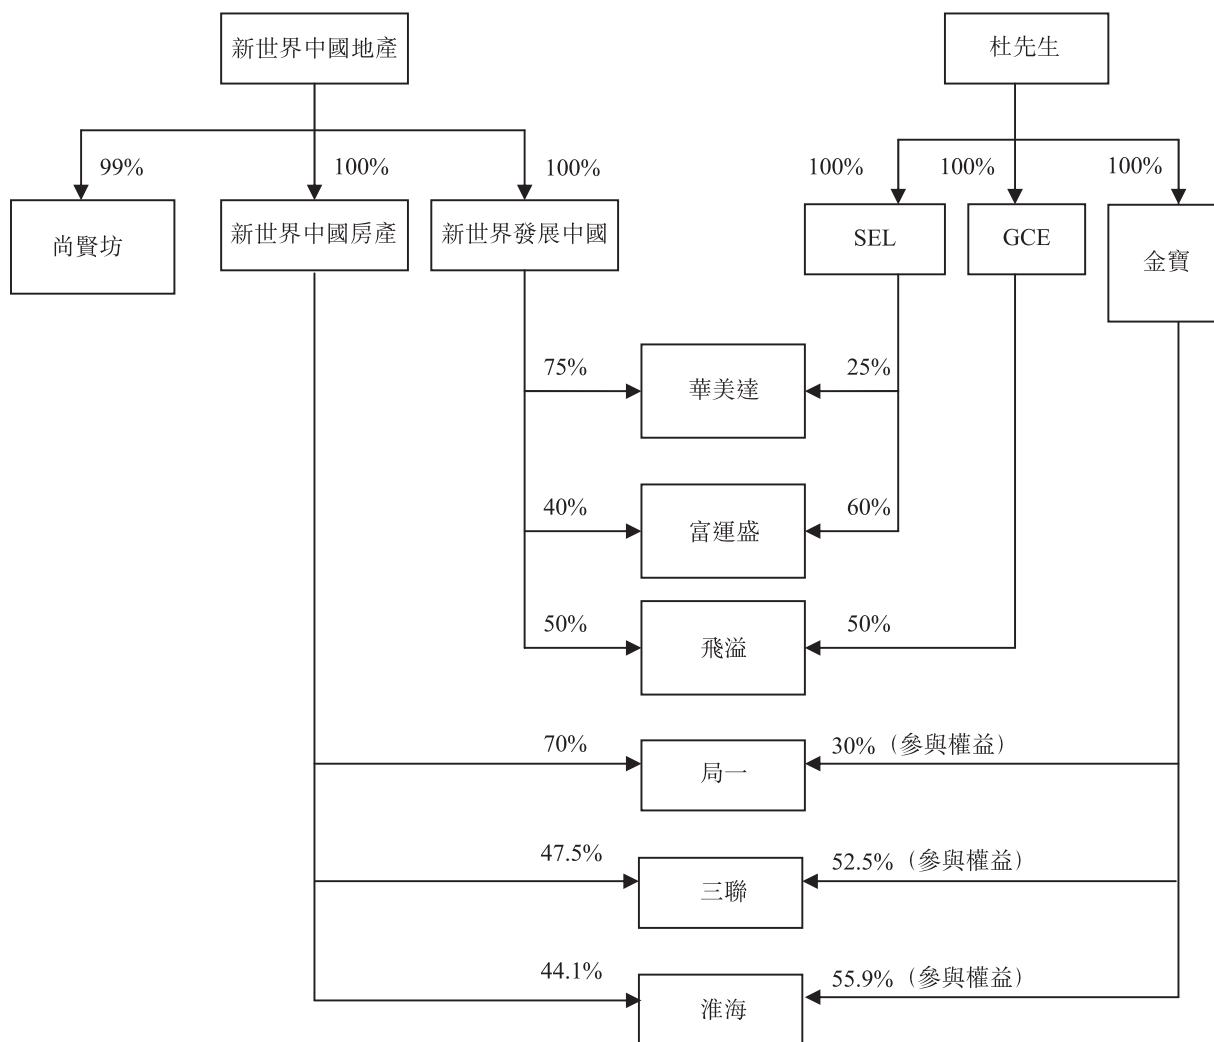 新世界中國地產
杜先生
99%
100%
100%
100%
100%
100%
尚賢坊
新世界中國房產
新世界發展中國
SEL
GCE
金寶
75%
華美達
25%
40%
富運盛
60%
50%
飛溢
50%
70%
局一
30%（參與權益）
47.5%
三聯
52.5%（參與權益）
44.1%
淮海
55.9%（參與權益）